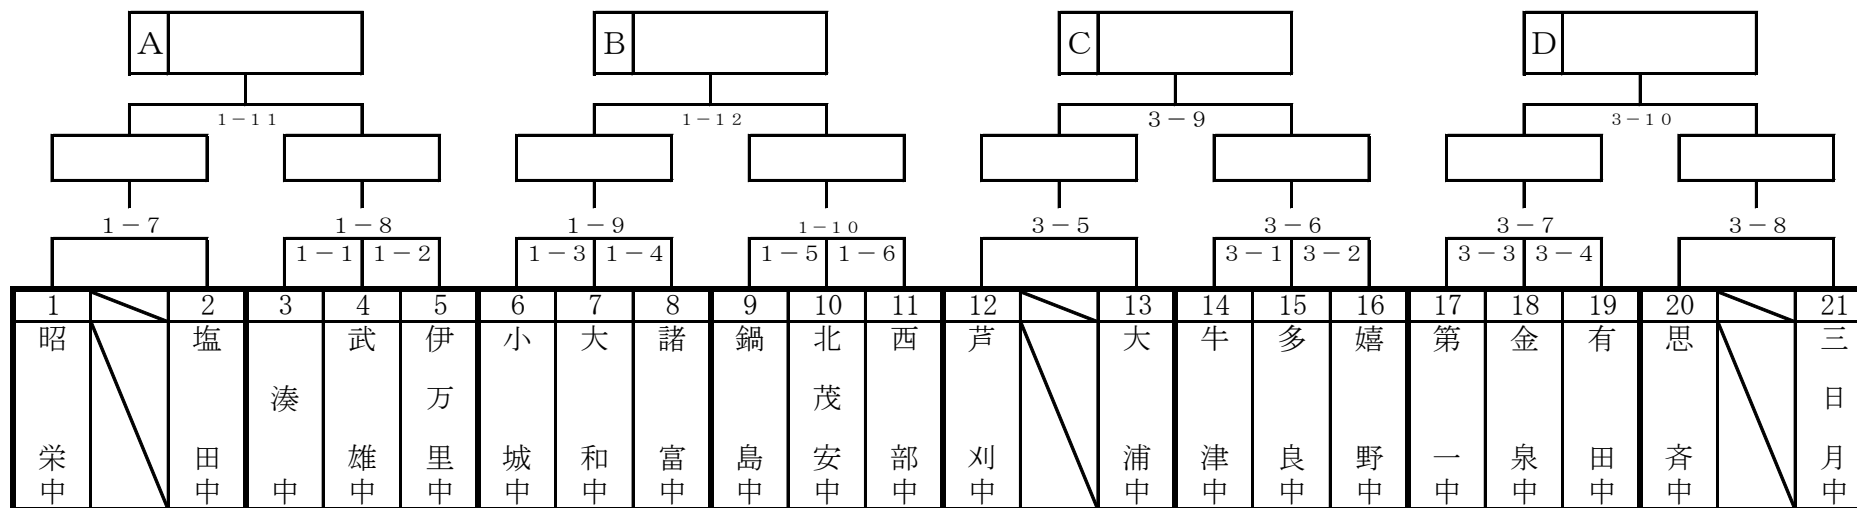 A B C D
1-11 1-12 3-9 3-10
1-7 1-8 1-9 1-10 3-5 3-6 3-7 3-8
1-1 1-2 1-3 1-4 1-5 1-6 3-1 3-2 3-3 3-4
1 2 3 4 5 6 7 8 9 10 11 12 13 14 15 16 17 18 19 20 21
昭栄中
塩田中
湊中
武雄中
伊万里中
小城中
大和中
諸富中
鍋島中
北茂安中
西部中
芦刈中
大浦中
牛津中
多良中
嬉野中
第一中
金泉中
有田中
思斉中
三日月中